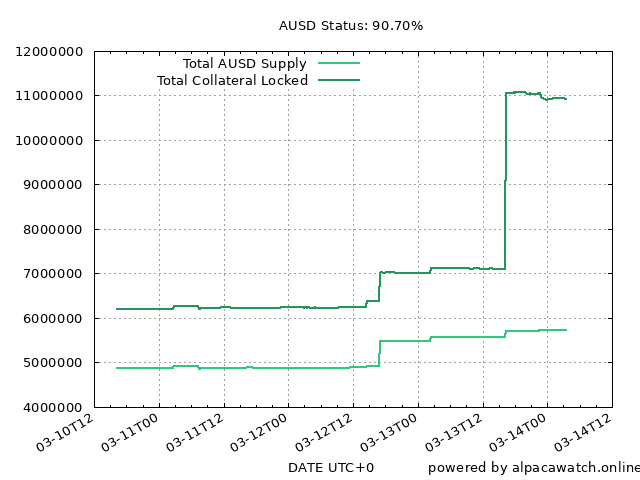 AUSD Status: 90.70%
12000000
11000000
10000000
9000000
8000000
7000000
6000000
5000000
4000000
Total AUSD Supply
Total Collateral Locked
03-10T12
03-11T00
03-11T12
03-12T00
03-12T12
03-13T00
03-13T12
03-14T00
03-14T12
DATE UTC+0
powered by alpacawatch.online